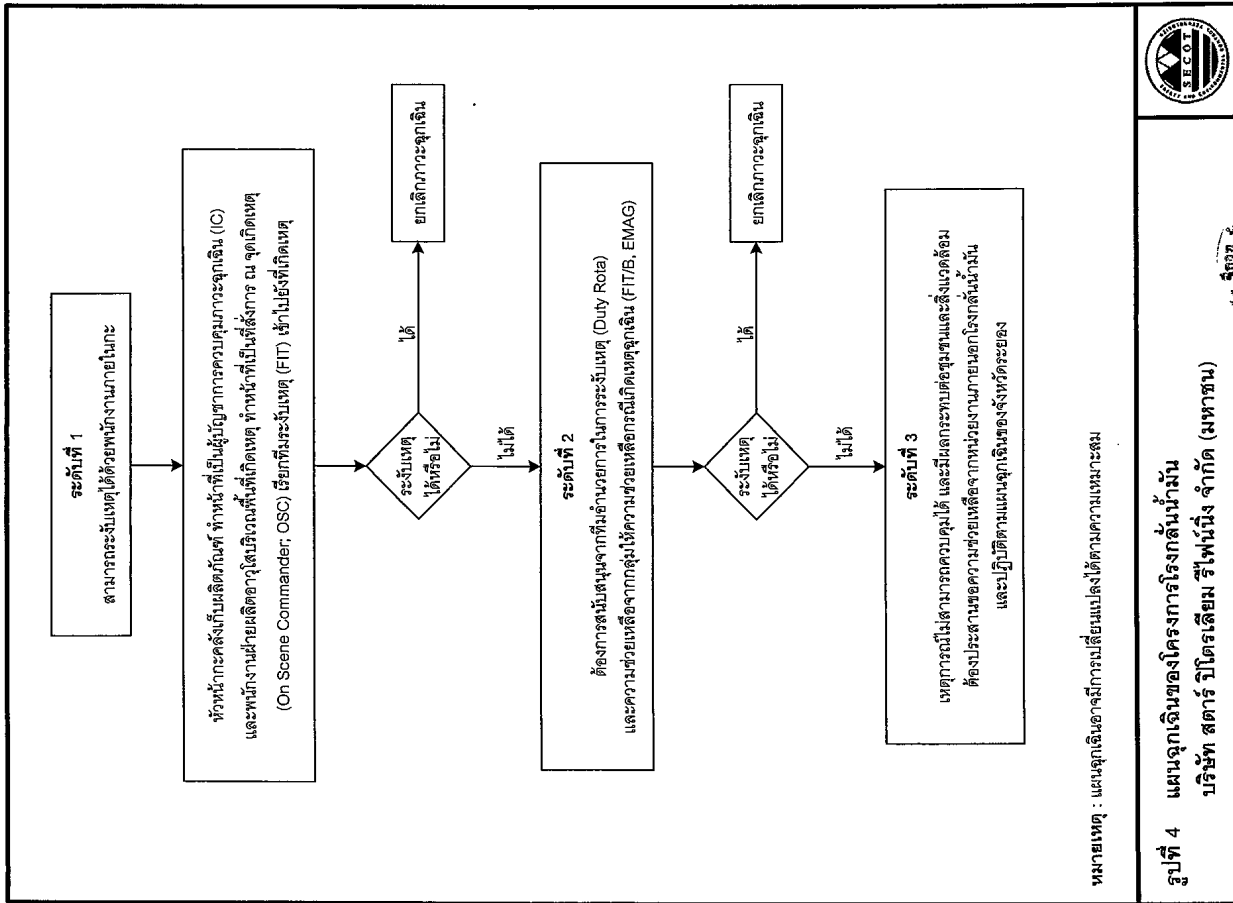 ระดับที่ 1
สามารถระงับเหตุได้ด้วยพนักงานภายในกะ
หัวหน้ากะคลังเก็บผลิตภัณฑ์ ทำหน้าที่เป็นผู้บัญชาการควบคุมภาวะฉุกเฉิน (IC)
และพนักงานฝ่ายผลิตอาวุโสบริเวณพื้นที่เกิดเหตุ ทำหน้าที่เป็นที่สั่งการ ณ จุดเกิดเหตุ
(On Scene Commander; OSC) เรียกทีมระงับเหตุ (FIT) เข้าไปยังที่เกิดเหตุ
ระงับเหตุ
ได้หรือไม่
ได้
ยกเลิกภาวะฉุกเฉิน
ไม่ได้
ระดับที่ 2
ต้องการสนับสนุนจากทีมอำนวยการในการระงับเหตุ (Duty Rota)
และความช่วยเหลือจากกลุ่มให้ความช่วยเหลือกรณีเกิดเหตุฉุกเฉิน (FIT/B, EMAG)
ระงับเหตุ
ได้หรือไม่
ได้
ยกเลิกภาวะฉุกเฉิน
ไม่ได้
ระดับที่ 3
เหตุการณ์ไม่สามารถควบคุมได้ และมีผลกระทบต่อชุมชนและสิ่งแวดล้อม
ต้องประสานขอความช่วยเหลือจากหน่วยงานภายนอกโรงกลั่นน้ำมัน
และปฏิบัติตามแผนฉุกเฉินของจังหวัดระยอง
หมายเหตุ : แผนฉุกเฉินอาจมีการเปลี่ยนแปลงได้ตามความเหมาะสม
รูปที่ 4 แผนฉุกเฉินของโครงการโรงกลั่นน้ำมัน
บริษัท สตาร์ ปิโตรเลียม รีไฟน์นิ่ง จำกัด (มหาชน)
SECOT